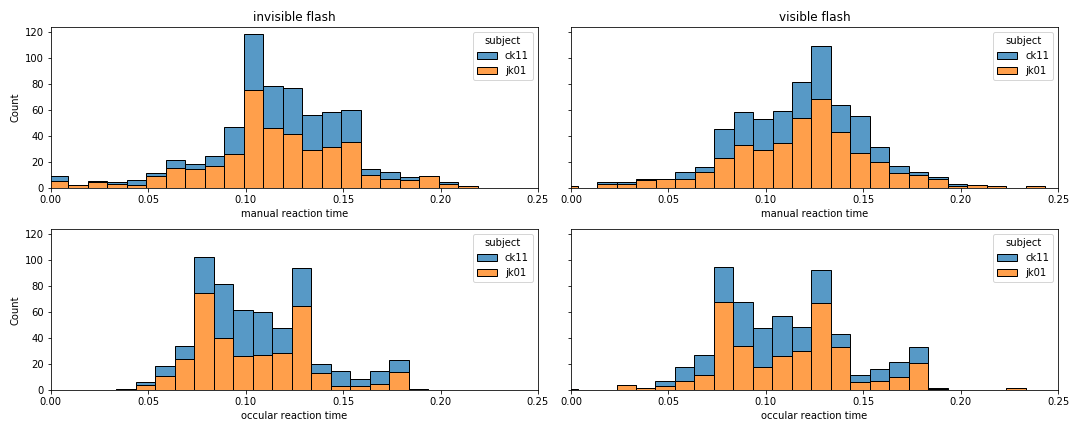 invisible flash
visible flash
120
100
80
60
40
20
0
Count
subject
ck11
jk01
subject
ck11
jk01
0.00 0.05 0.10 0.15 0.20 0.25
0.00 0.05 0.10 0.15 0.20 0.25
manual reaction time
manual reaction time
120
100
80
60
40
20
0
Count
subject
ck11
jk01
subject
ck11
jk01
0.00 0.05 0.10 0.15 0.20 0.25
0.00 0.05 0.10 0.15 0.20 0.25
occular reaction time
occular reaction time